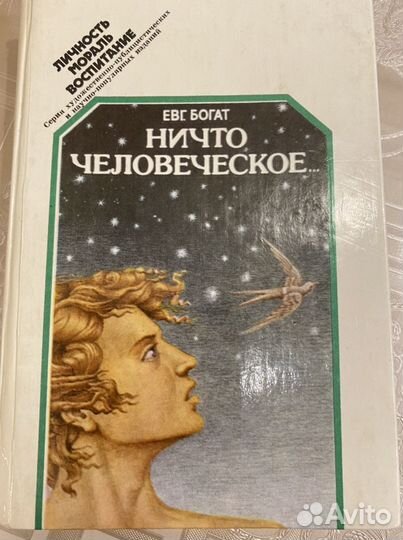 ЛИЧНОСТЬ
МОРАЛЬ
ВОСПИТАНИЕ
Серия художественно-публицистических
и научно-популярных изданий
ЕВГ БОГАТ
НИЧТО
ЧЕЛОВЕЧЕСКОЕ...
Avito